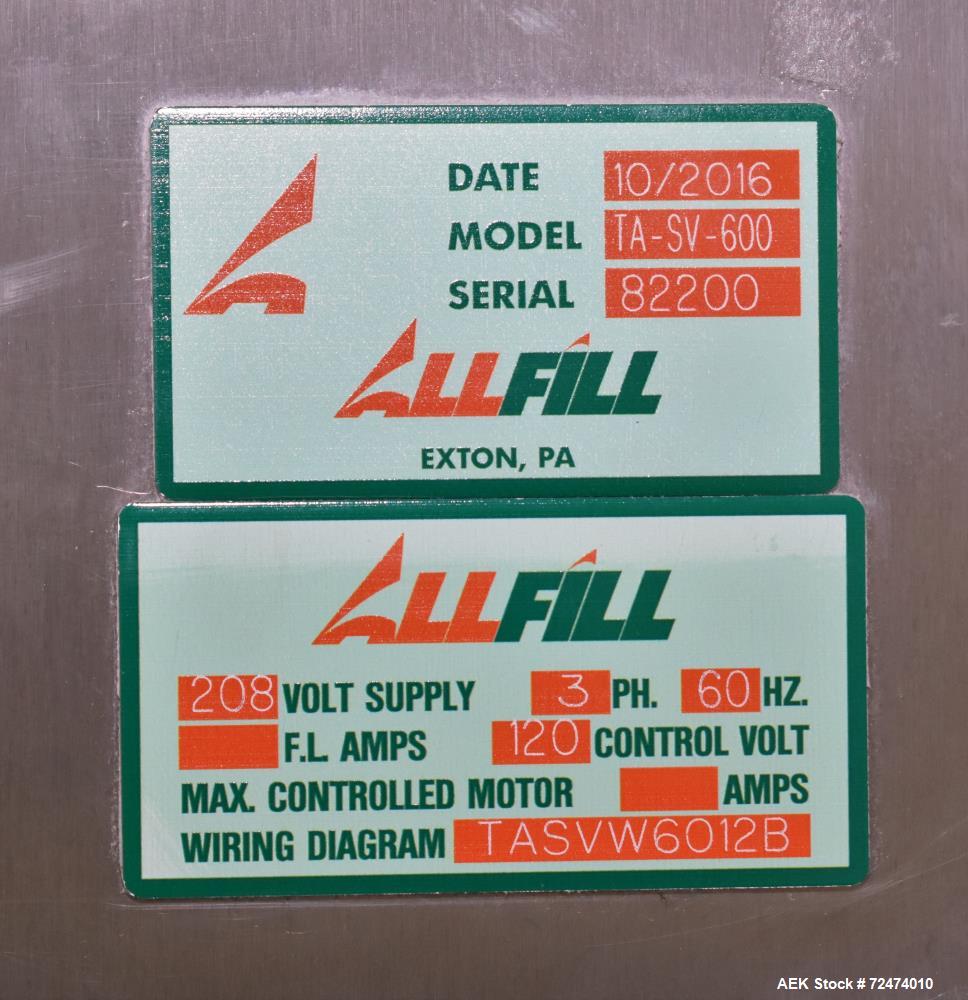 DATE 10/2016
MODEL TA-SV-600
SERIAL 82200
ALLFILL
EXTON, PA
ALLFILL
208 VOLT SUPPLY 3 PH. 60 HZ.
F.L. AMPS 120 CONTROL VOLT
MAX. CONTROLLED MOTOR AMPS
WIRING DIAGRAM TASVW6012B
AEK Stock # 72474010